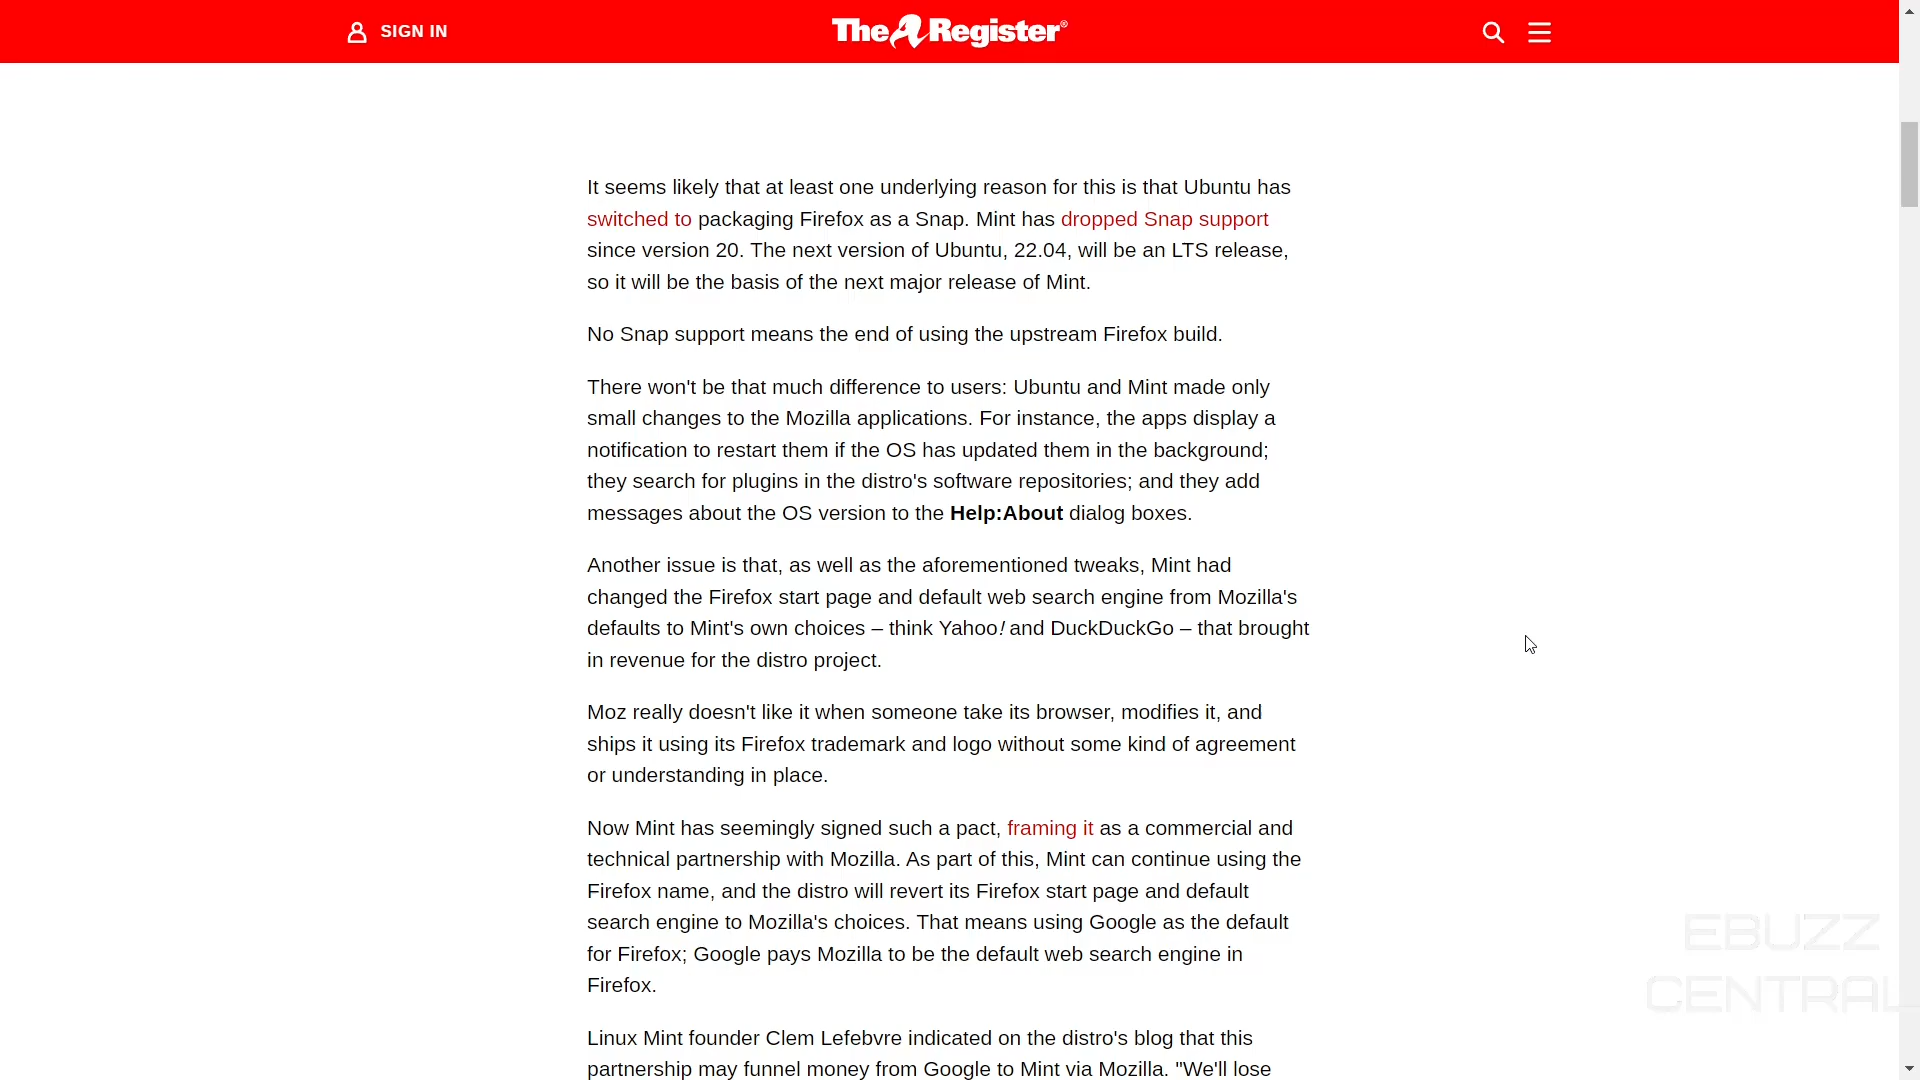 SIGN IN
The Register®
It seems likely that at least one underlying reason for this is that Ubuntu has
switched to packaging Firefox as a Snap. Mint has dropped Snap support
since version 20. The next version of Ubuntu, 22.04, will be an LTS release,
so it will be the basis of the next major release of Mint.
No Snap support means the end of using the upstream Firefox build.
There won't be that much difference to users: Ubuntu and Mint made only
small changes to the Mozilla applications. For instance, the apps display a
notification to restart them if the OS has updated them in the background;
they search for plugins in the distro's software repositories; and they add
messages about the OS version to the Help:About dialog boxes.
Another issue is that, as well as the aforementioned tweaks, Mint had
changed the Firefox start page and default web search engine from Mozilla's
defaults to Mint's own choices – think Yahoo! and DuckDuckGo – that brought
in revenue for the distro project.
Moz really doesn't like it when someone take its browser, modifies it, and
ships it using its Firefox trademark and logo without some kind of agreement
or understanding in place.
Now Mint has seemingly signed such a pact, framing it as a commercial and
technical partnership with Mozilla. As part of this, Mint can continue using the
Firefox name, and the distro will revert its Firefox start page and default
search engine to Mozilla's choices. That means using Google as the default
for Firefox; Google pays Mozilla to be the default web search engine in
Firefox.
Linux Mint founder Clem Lefebvre indicated on the distro's blog that this
partnership may funnel money from Google to Mint via Mozilla. "We'll lose
EBUZZ
CENTRAL